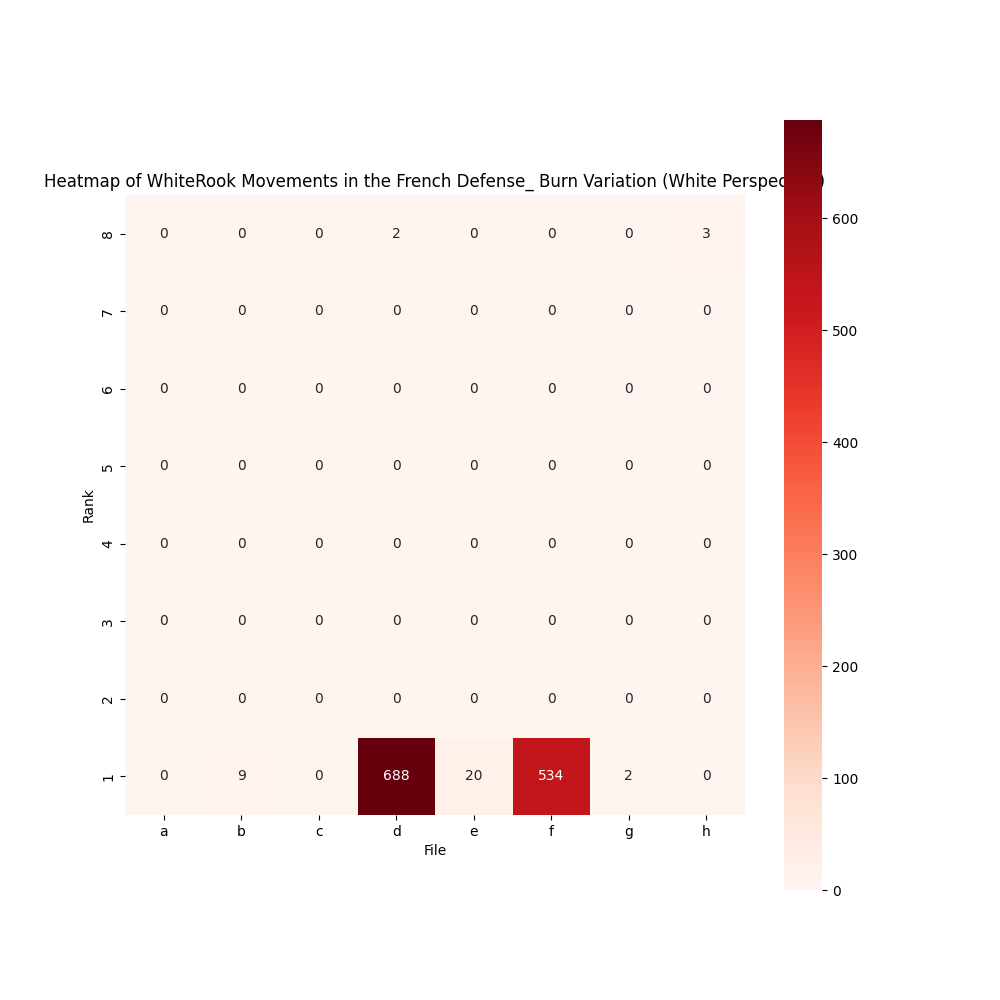 Heatmap of WhiteRook Movements in the French Defense_ Burn Variation (White )
8 0 0 0 2 0 0 0 3
7 0 0 0 0 0 0 0 0
6 0 0 0 0 0 0 0 0
5 0 0 0 0 0 0 0 0
4 0 0 0 0 0 0 0 0
3 0 0 0 0 0 0 0 0
2 0 0 0 0 0 0 0 0
1 0 9 0 688 20 534 2 0
a b c d e f g h
File
Rank
600
500
400
300
200
100
0